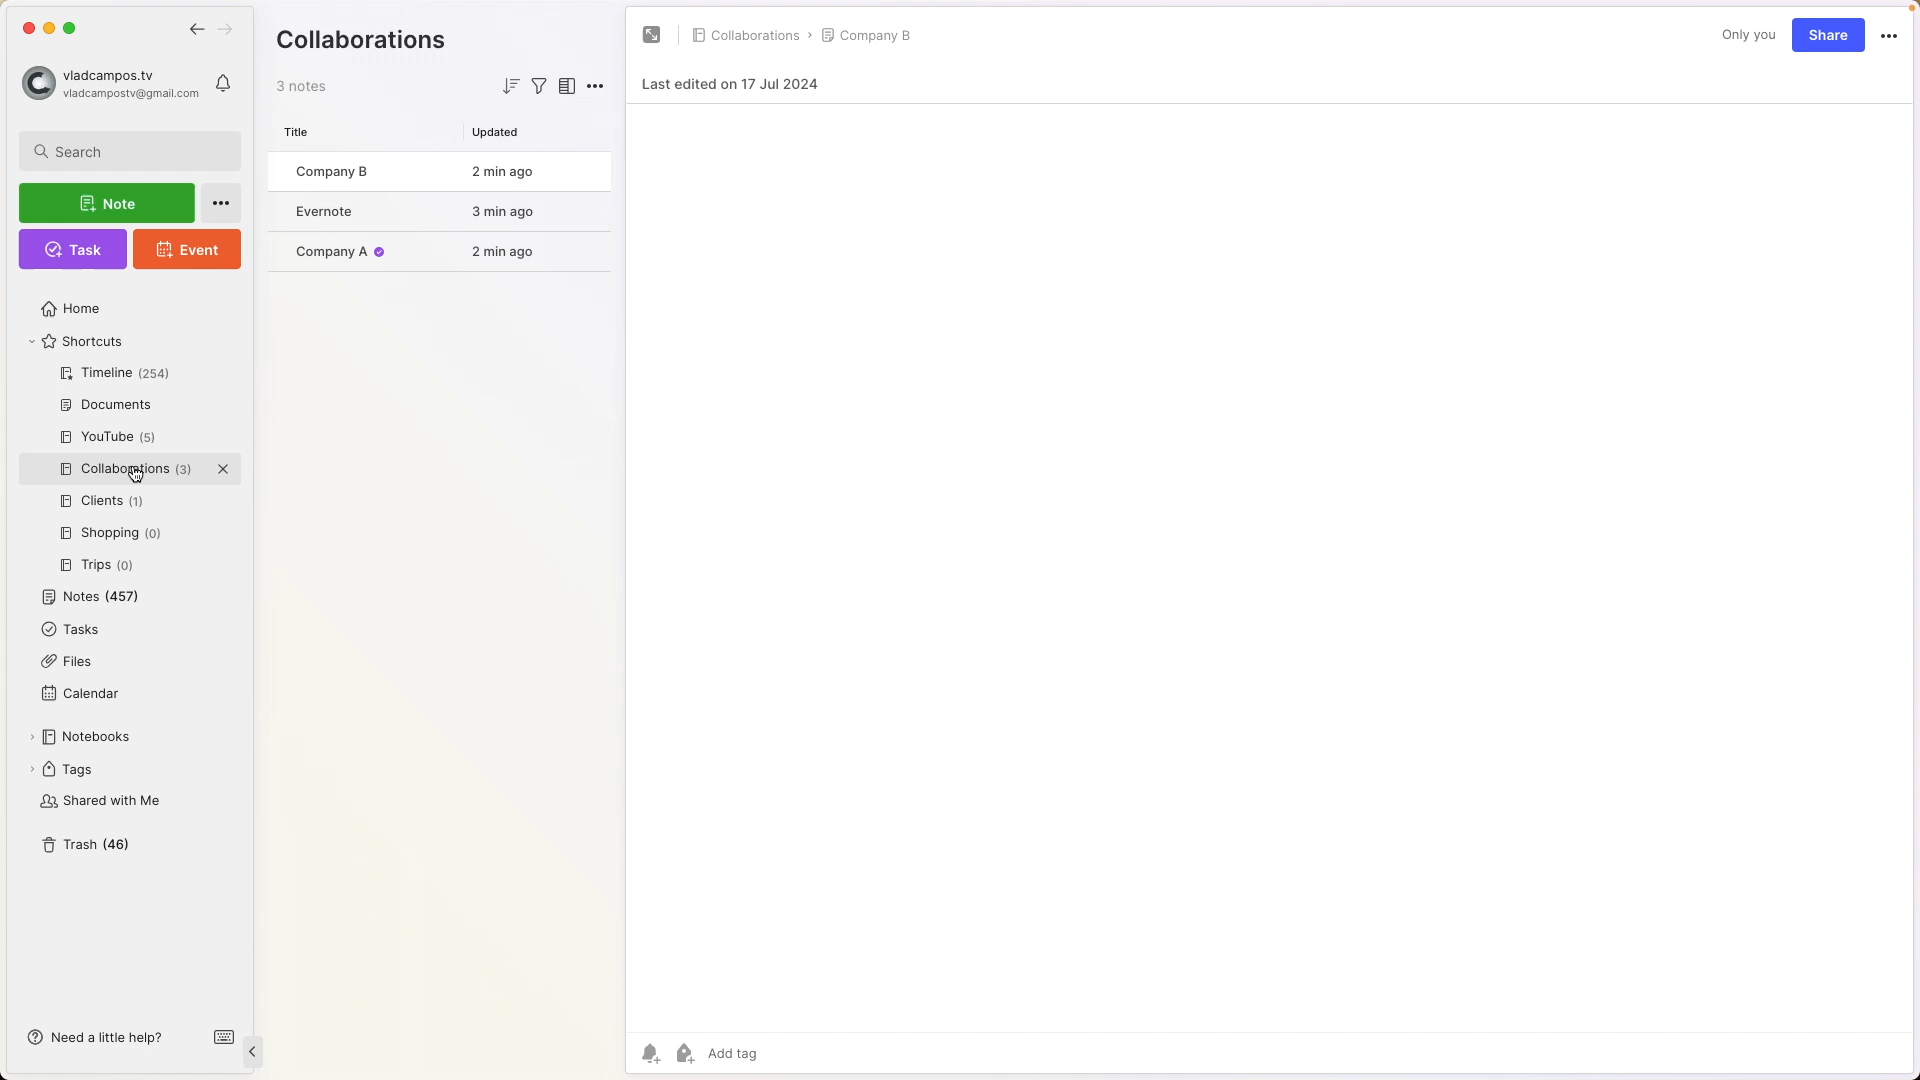 vladcampos.tv
vladcampostv@gmail.com
Search
Note
Task
Event
Home
Shortcuts
Timeline (254)
Documents
YouTube (5)
Collaborations (3)
Clients (1)
Shopping (0)
Trips (0)
Notes (457)
Tasks
Files
Calendar
Notebooks
Tags
Shared with Me
Trash (46)
Need a little help?
Collaborations
3 notes
Title Updated
Company B 2 min ago
Evernote 3 min ago
Company A 2 min ago
Collaborations › Company B
Only you
Share
Last edited on 17 Jul 2024
Add tag